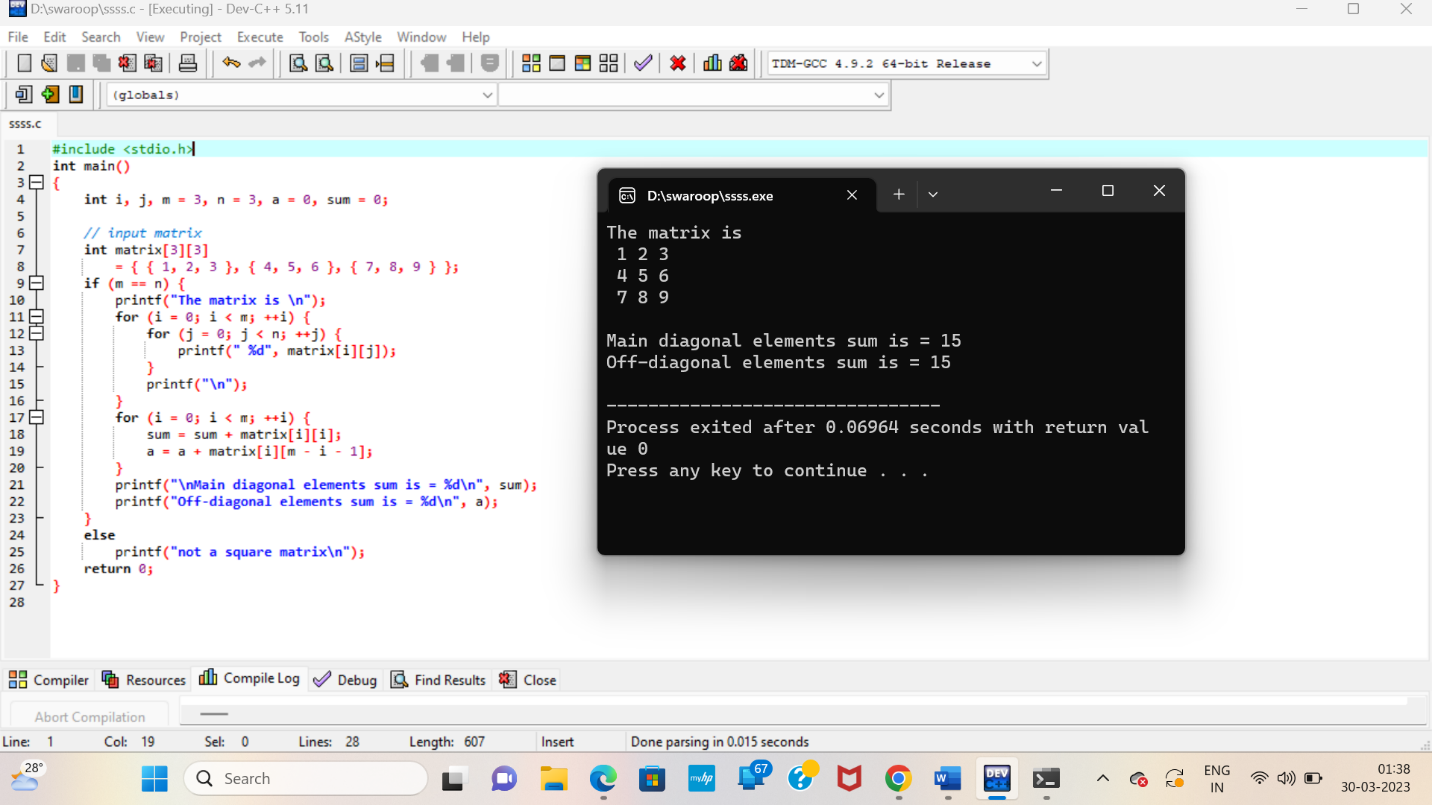 D:\swaroop\ssss.c - [Executing] - Dev-C++ 5.11
File Edit Search View Project Execute Tools AStyle Window Help
TDM-GCC 4.9.2 64-bit Release
(globals)
ssss.c
1 #include <stdio.h>
2 int main()
3 {
4 int i, j, m = 3, n = 3, a = 0, sum = 0;
5
6 // input matrix
7 int matrix[3][3]
8 = { { 1, 2, 3 }, { 4, 5, 6 }, { 7, 8, 9 } };
9 if (m == n) {
10 printf("The matrix is \n");
11 for (i = 0; i < m; ++i) {
12 for (j = 0; j < n; ++j) {
13 printf(" %d", matrix[i][j]);
14 }
15 printf("\n");
16 }
17 for (i = 0; i < m; ++i) {
18 sum = sum + matrix[i][i];
19 a = a + matrix[i][m - i - 1];
20 }
21 printf("\nMain diagonal elements sum is = %d\n", sum);
22 printf("Off-diagonal elements sum is = %d\n", a);
23 }
24 else
25 printf("not a square matrix\n");
26 return 0;
27 }
28
D:\swaroop\ssss.exe
The matrix is
1 2 3
4 5 6
7 8 9
Main diagonal elements sum is = 15
Off-diagonal elements sum is = 15
--------------------------------
Process exited after 0.06964 seconds with return val
ue 0
Press any key to continue . . .
Compiler Resources Compile Log Debug Find Results Close
Abort Compilation
Line: 1 Col: 19 Sel: 0 Lines: 28 Length: 607 Insert Done parsing in 0.015 seconds
28°
Search
myhp
67
DEV
C++
ENG
IN
01:38
30-03-2023